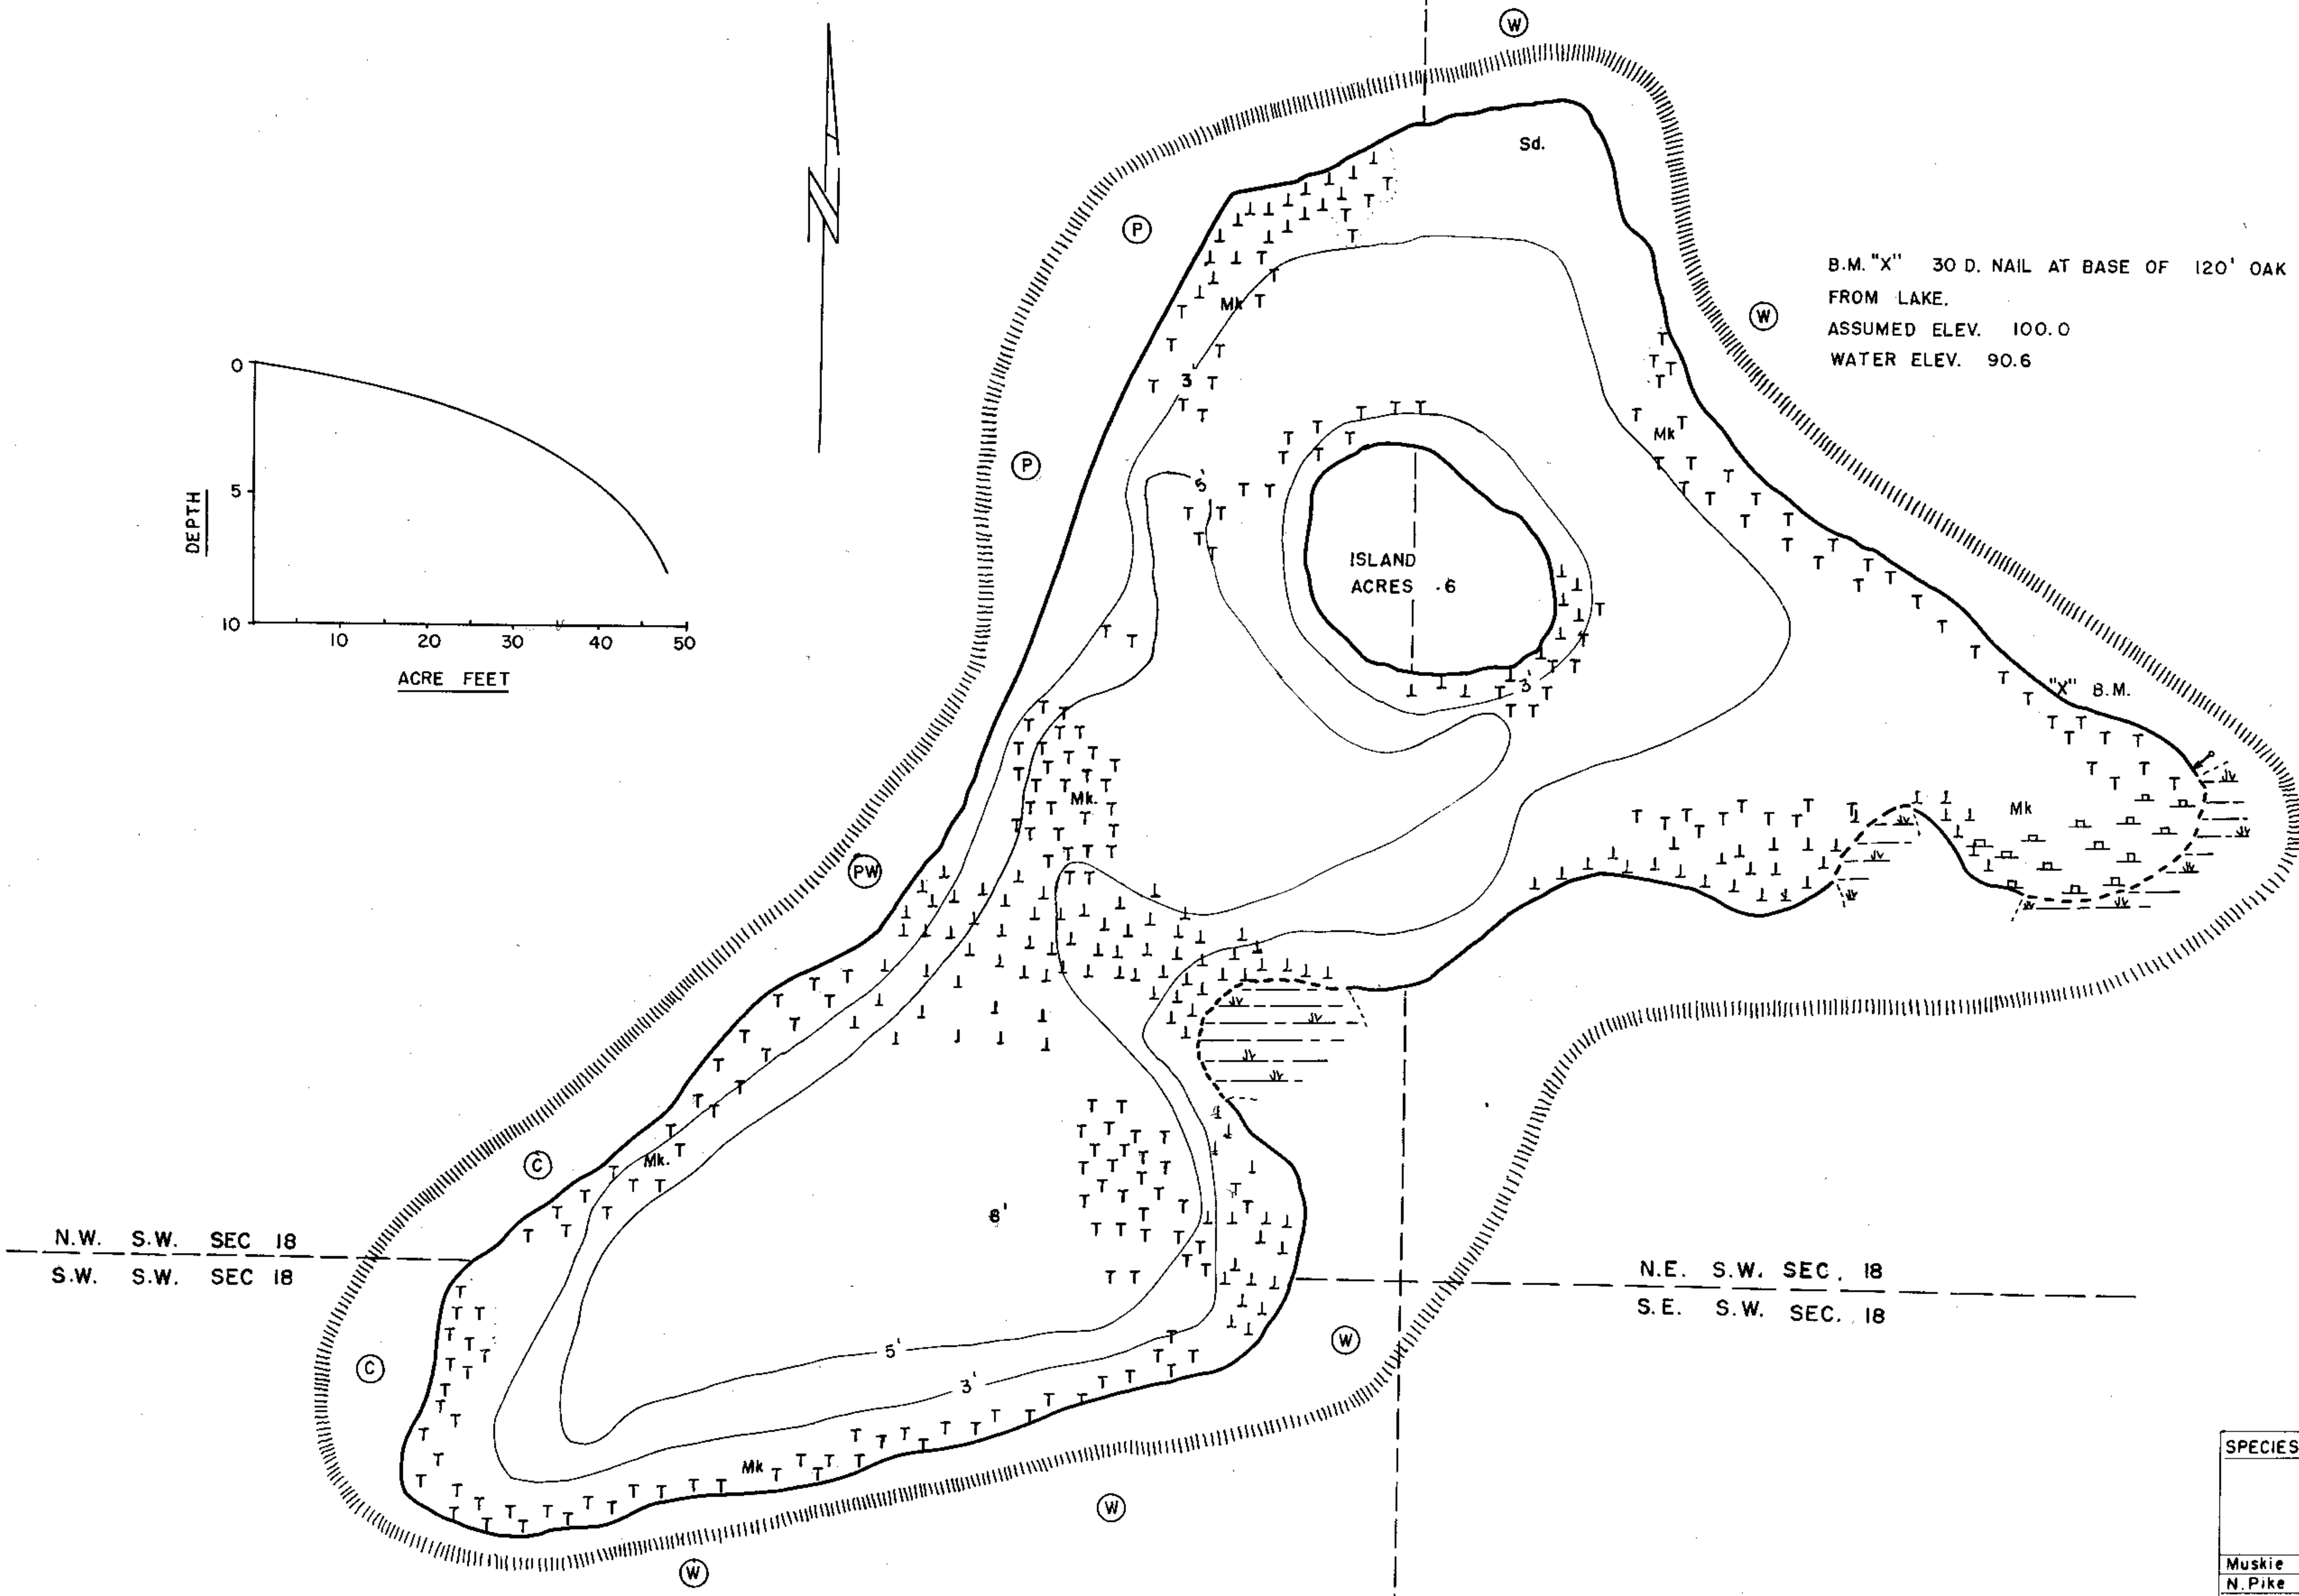 W
N
Sd.
P
B.M. "X" 30 D. NAIL AT BASE OF 120' OAK
FROM LAKE.
ASSUMED ELEV. 100.0
WATER ELEV. 90.6
W
Mk
3'
0
5
10
DEPTH
10 20 30 40 50
ACRE FEET
Mk
P
5'
ISLAND
ACRES .6
3'
"X" B.M.
Mk.
Mk
PW
C
Mk.
8'
N.W. S.W. SEC 18
S.W. S.W. SEC 18
N.E. S.W. SEC. 18
S.E. S.W. SEC. 18
W
C
5'
3'
Mk
W
W
SPECIES
Muskie
N. Pike